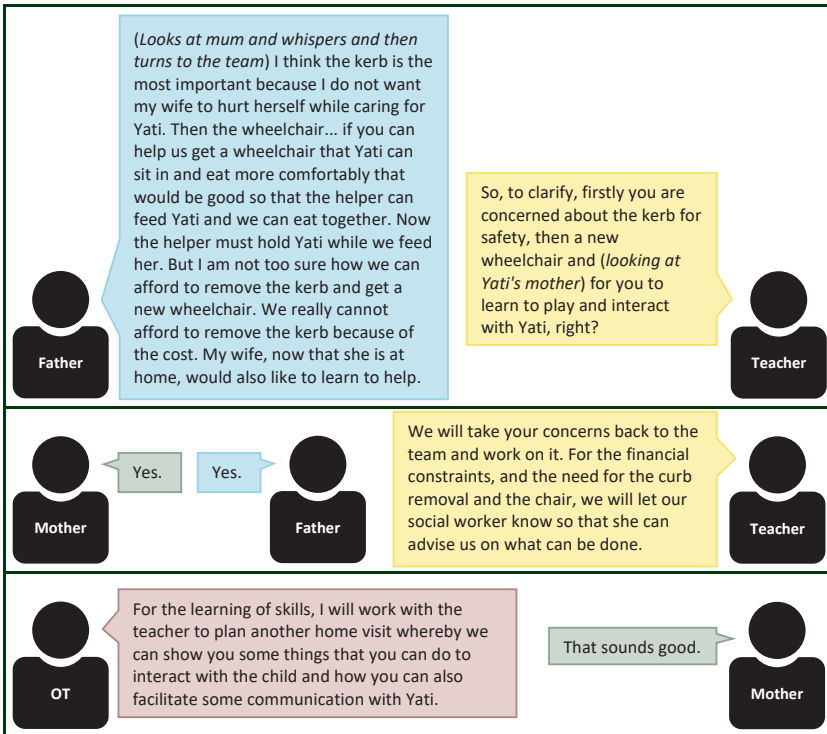 (Looks at mum and whispers and then
turns to the team) I think the kerb is the
most important because I do not want
my wife to hurt herself while caring for
Yati. Then the wheelchair... if you can
help us get a wheelchair that Yati can
sit in and eat more comfortably that
would be good so that the helper can
feed Yati and we can eat together. Now
the helper must hold Yati while we feed
her. But I am not too sure how we can
afford to remove the kerb and get a
new wheelchair. We really cannot
afford to remove the kerb because of
the cost. My wife, now that she is at
home, would also like to learn to help.
Father
So, to clarify, firstly you are
concerned about the kerb for
safety, then a new
wheelchair and (looking at
Yati's mother) for you to
learn to play and interact
with Yati, right?
Teacher
Yes.
Mother
Yes.
Father
We will take your concerns back to the
team and work on it. For the financial
constraints, and the need for the curb
removal and the chair, we will let our
social worker know so that she can
advise us on what can be done.
Teacher
For the learning of skills, I will work with the
teacher to plan another home visit whereby we
can show you some things that you can do to
interact with the child and how you can also
facilitate some communication with Yati.
OT
That sounds good.
Mother